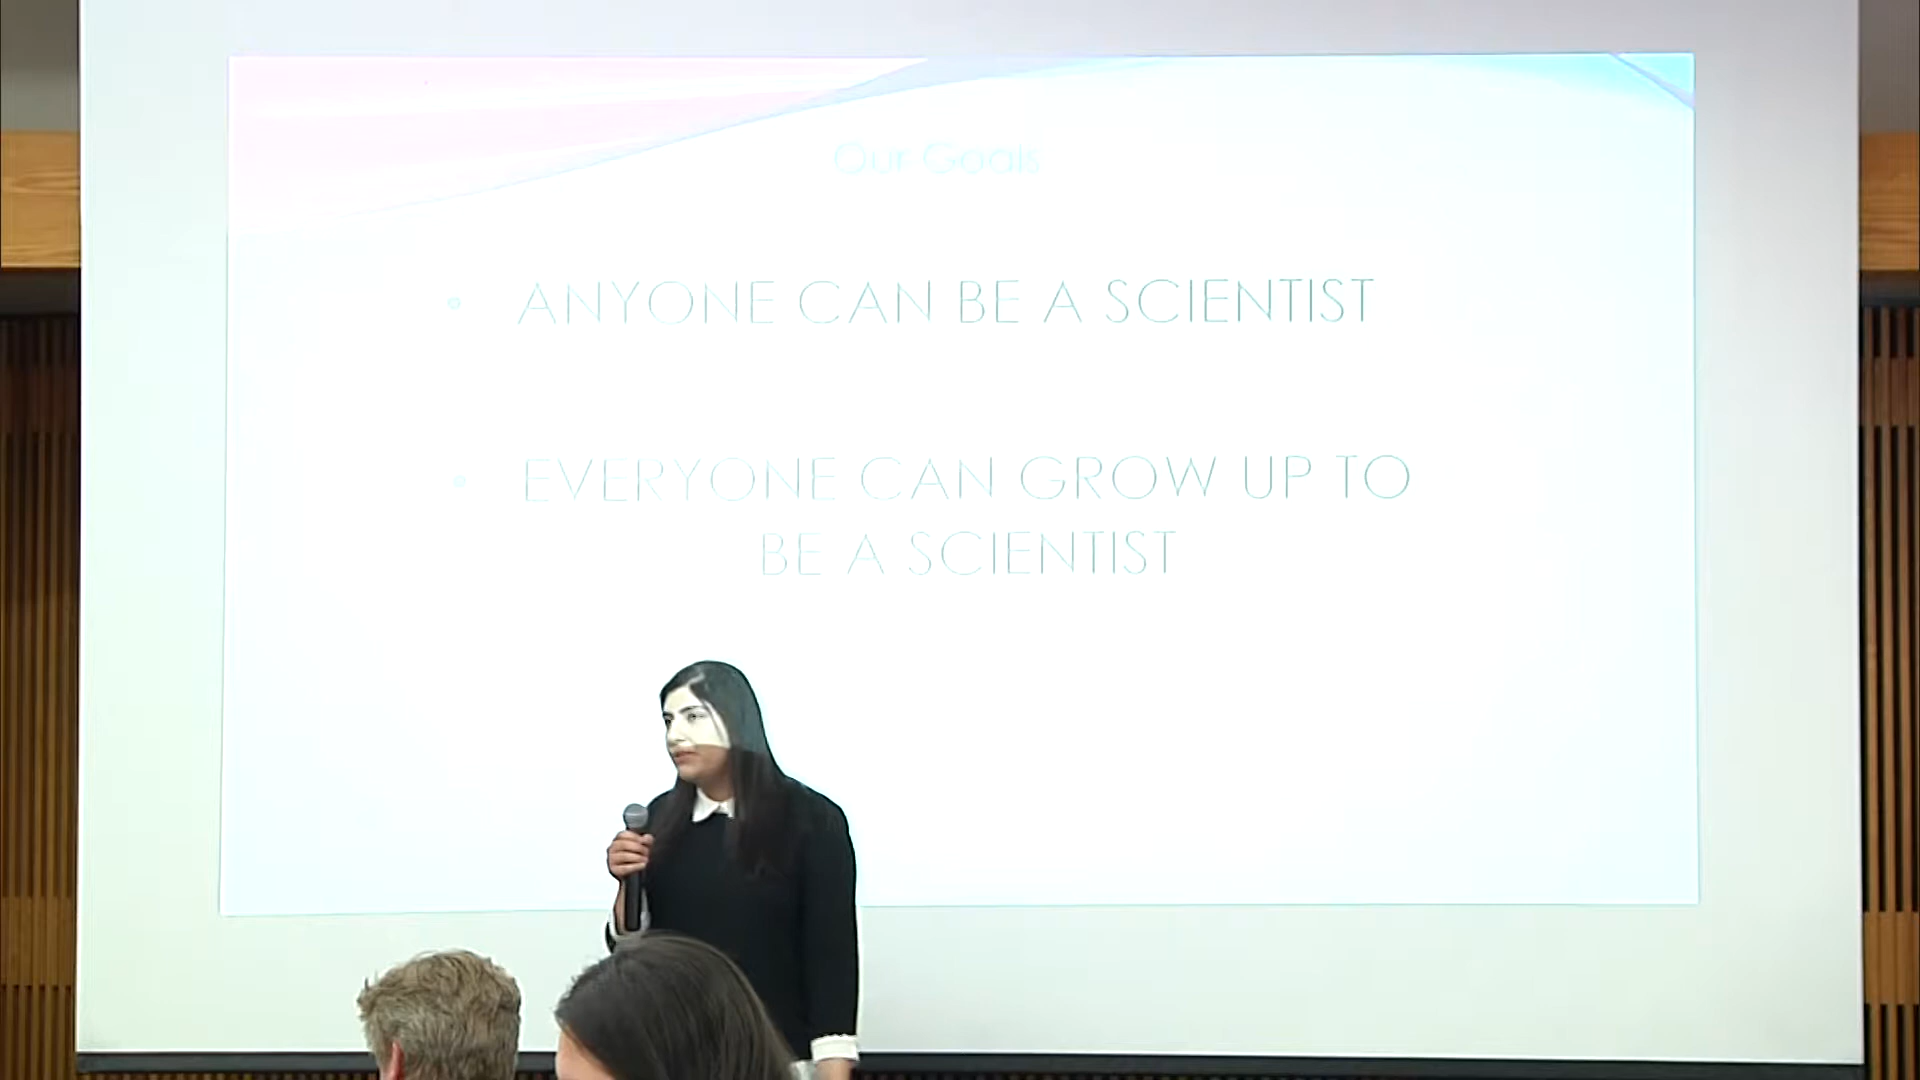 Our Goals
• ANYONE CAN BE A SCIENTIST
• EVERYONE CAN GROW UP TO
BE A SCIENTIST